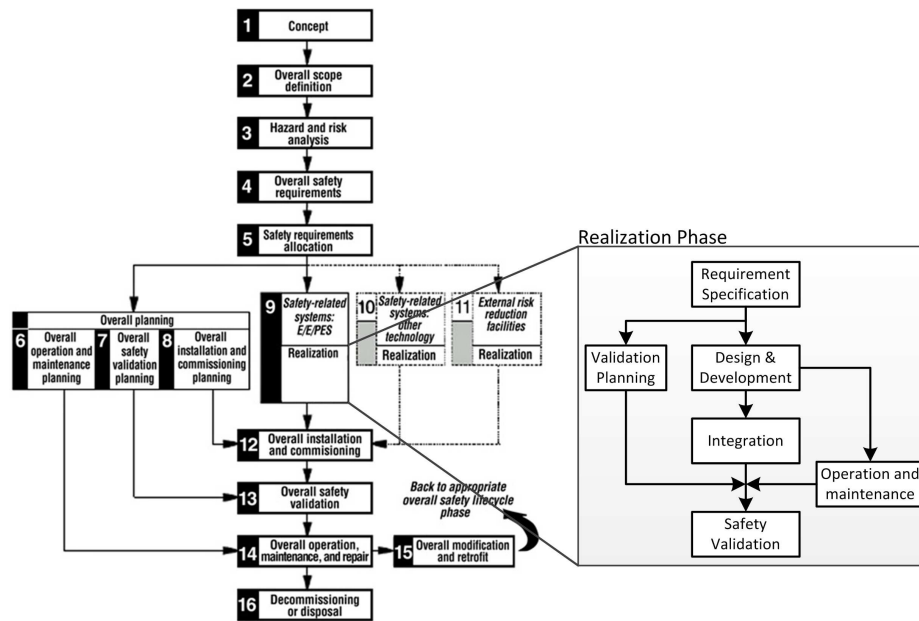 1
Concept
2
Overall scope
definition
3
Hazard and risk
analysis
4
Overall safety
requirements
5
Safety requirements
allocation
Overall planning
6
Overall
operation and
maintenance
planning
7
Overall
safety
validation
planning
8
Overall
installation and
commissioning
planning
9
Safety-related
systems:
E/E/PES
Realization
10
Safety-related
systems:
other
technology
Realization
11
External risk
reduction
facilities
Realization
12
Overall installation
and commisioning
13
Overall safety
validation
Back to appropriate
overall safety lifecycle
phase
14
Overall operation,
maintenance, and repair
15
Overall modification
and retrofit
16
Decommissioning
or disposal
Realization Phase
Requirement
Specification
Validation
Planning
Design &
Development
Integration
Operation and
maintenance
Safety
Validation